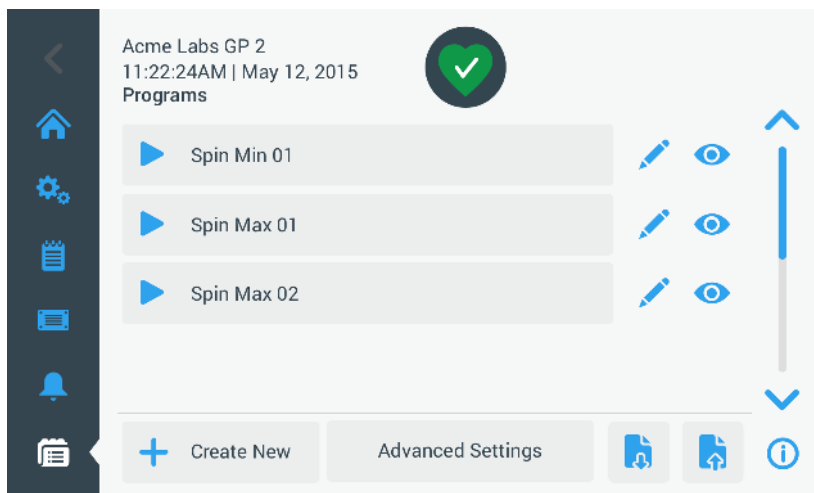 Acme Labs GP 2
11:22:24AM | May 12, 2015
Programs
Spin Min 01
Spin Max 01
Spin Max 02
Create New
Advanced Settings